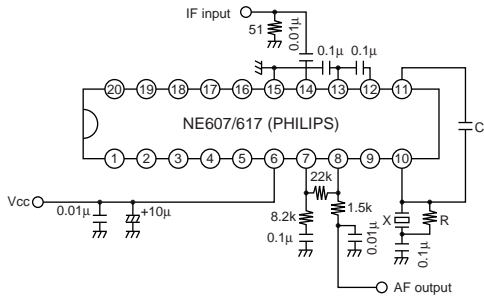 IF input
51
0.01μ
0.1μ
0.1μ
20 19 18 17 16 15 14 13 12 11
NE607/617 (PHILIPS)
C
1 2 3 4 5 6 7 8 9 10
Vcc
0.01μ
+10μ
22k
8.2k
1.5k
0.1μ
0.01μ
X
R
0.1μ
AF output